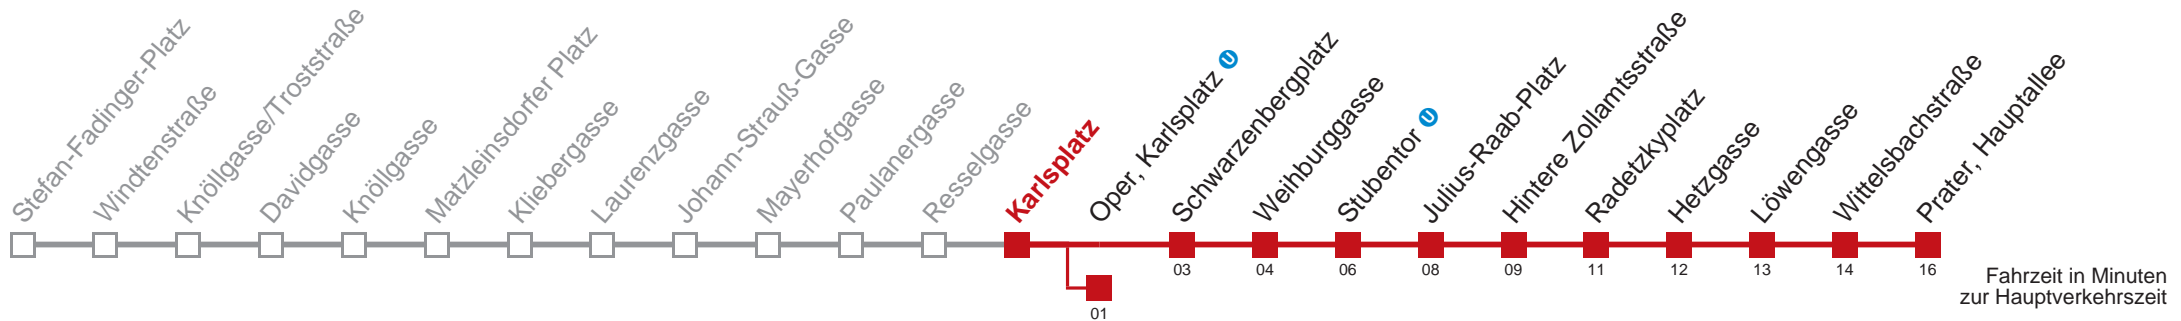 Stefan-Fadinger-Platz
Windtenstraße
Knöllgasse/Troststraße
Davidgasse
Knöllgasse
Matzleinsdorfer Platz
Kliebergasse
Laurenzgasse
Johann-Strauß-Gasse
Mayerhofgasse
Paulanergasse
Resselgasse
Karlsplatz
Oper, Karlsplatz U
Schwarzenbergplatz
Weihburggasse
Stubentor U
Julius-Raab-Platz
Hintere Zollamtsstraße
Radetzkyplatz
Hetzgasse
Löwengasse
Wittelsbachstraße
Prater, Hauptallee
03 04 06 08 09 11 12 13 14 16
01
Fahrzeit in Minuten
zur Hauptverkehrszeit